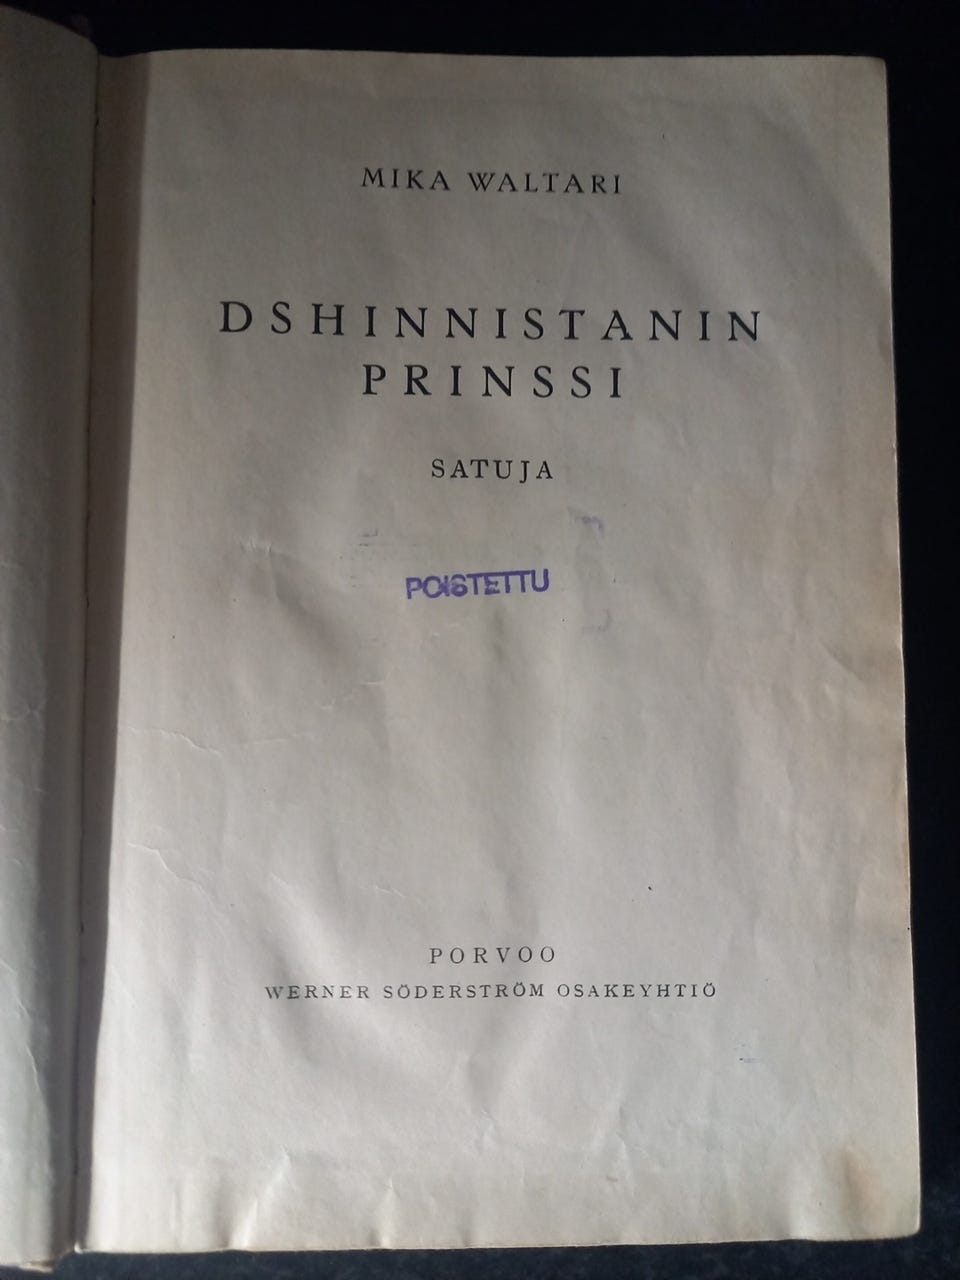 MIKA WALTARI
DSHINNISTANIN
PRINSSI
SATUJA
POISTETTU
PORVOO
WERNER SÖDERSTRÖM OSAKEYHTIÖ